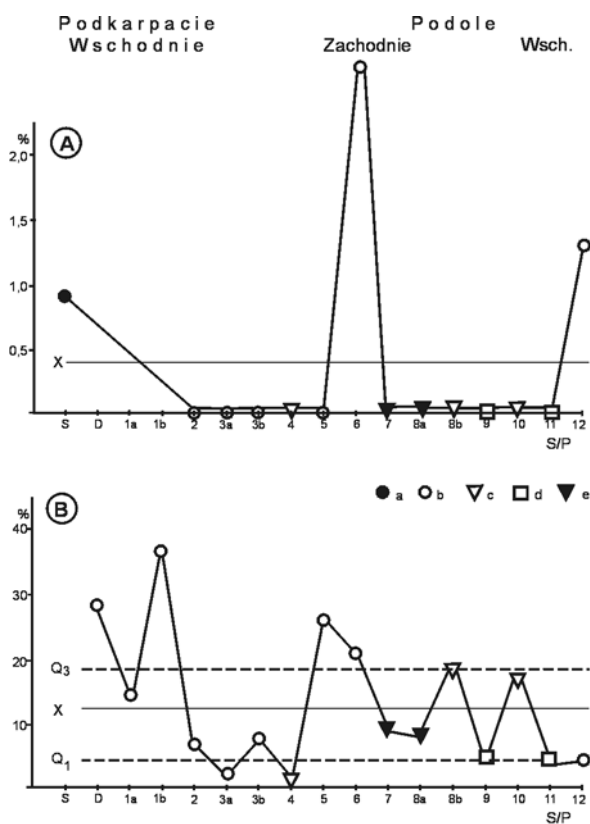 Podkarpacie Podole
Wschodnie Zachodnie Wsch.
%
A
2,0
1,5
1,0
0,5
X
S D 1a 1b 2 3a 3b 4 5 6 7 8a 8b 9 10 11 12
S/P
B
a b c d e
%
40
30
Q3
20
X
10
Q1
S D 1a 1b 2 3a 3b 4 5 6 7 8a 8b 9 10 11 12
S/P